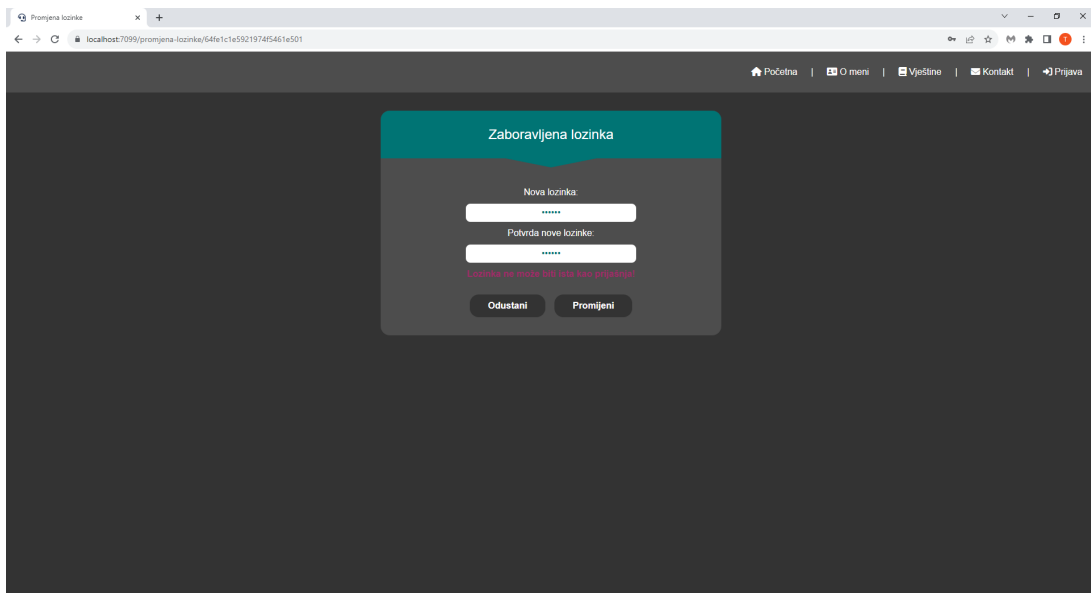 Promjena lozinke
localhost:7099/promjena-lozinke/64fe1c1e5921974f5461e501
T
Početna | O meni | Vještine | Kontakt | Prijava
Zaboravljena lozinka
Nova lozinka:
••••••
Potvrda nove lozinke:
••••••
Lozinka ne može biti ista kao prijašnja!
Odustani Promijeni